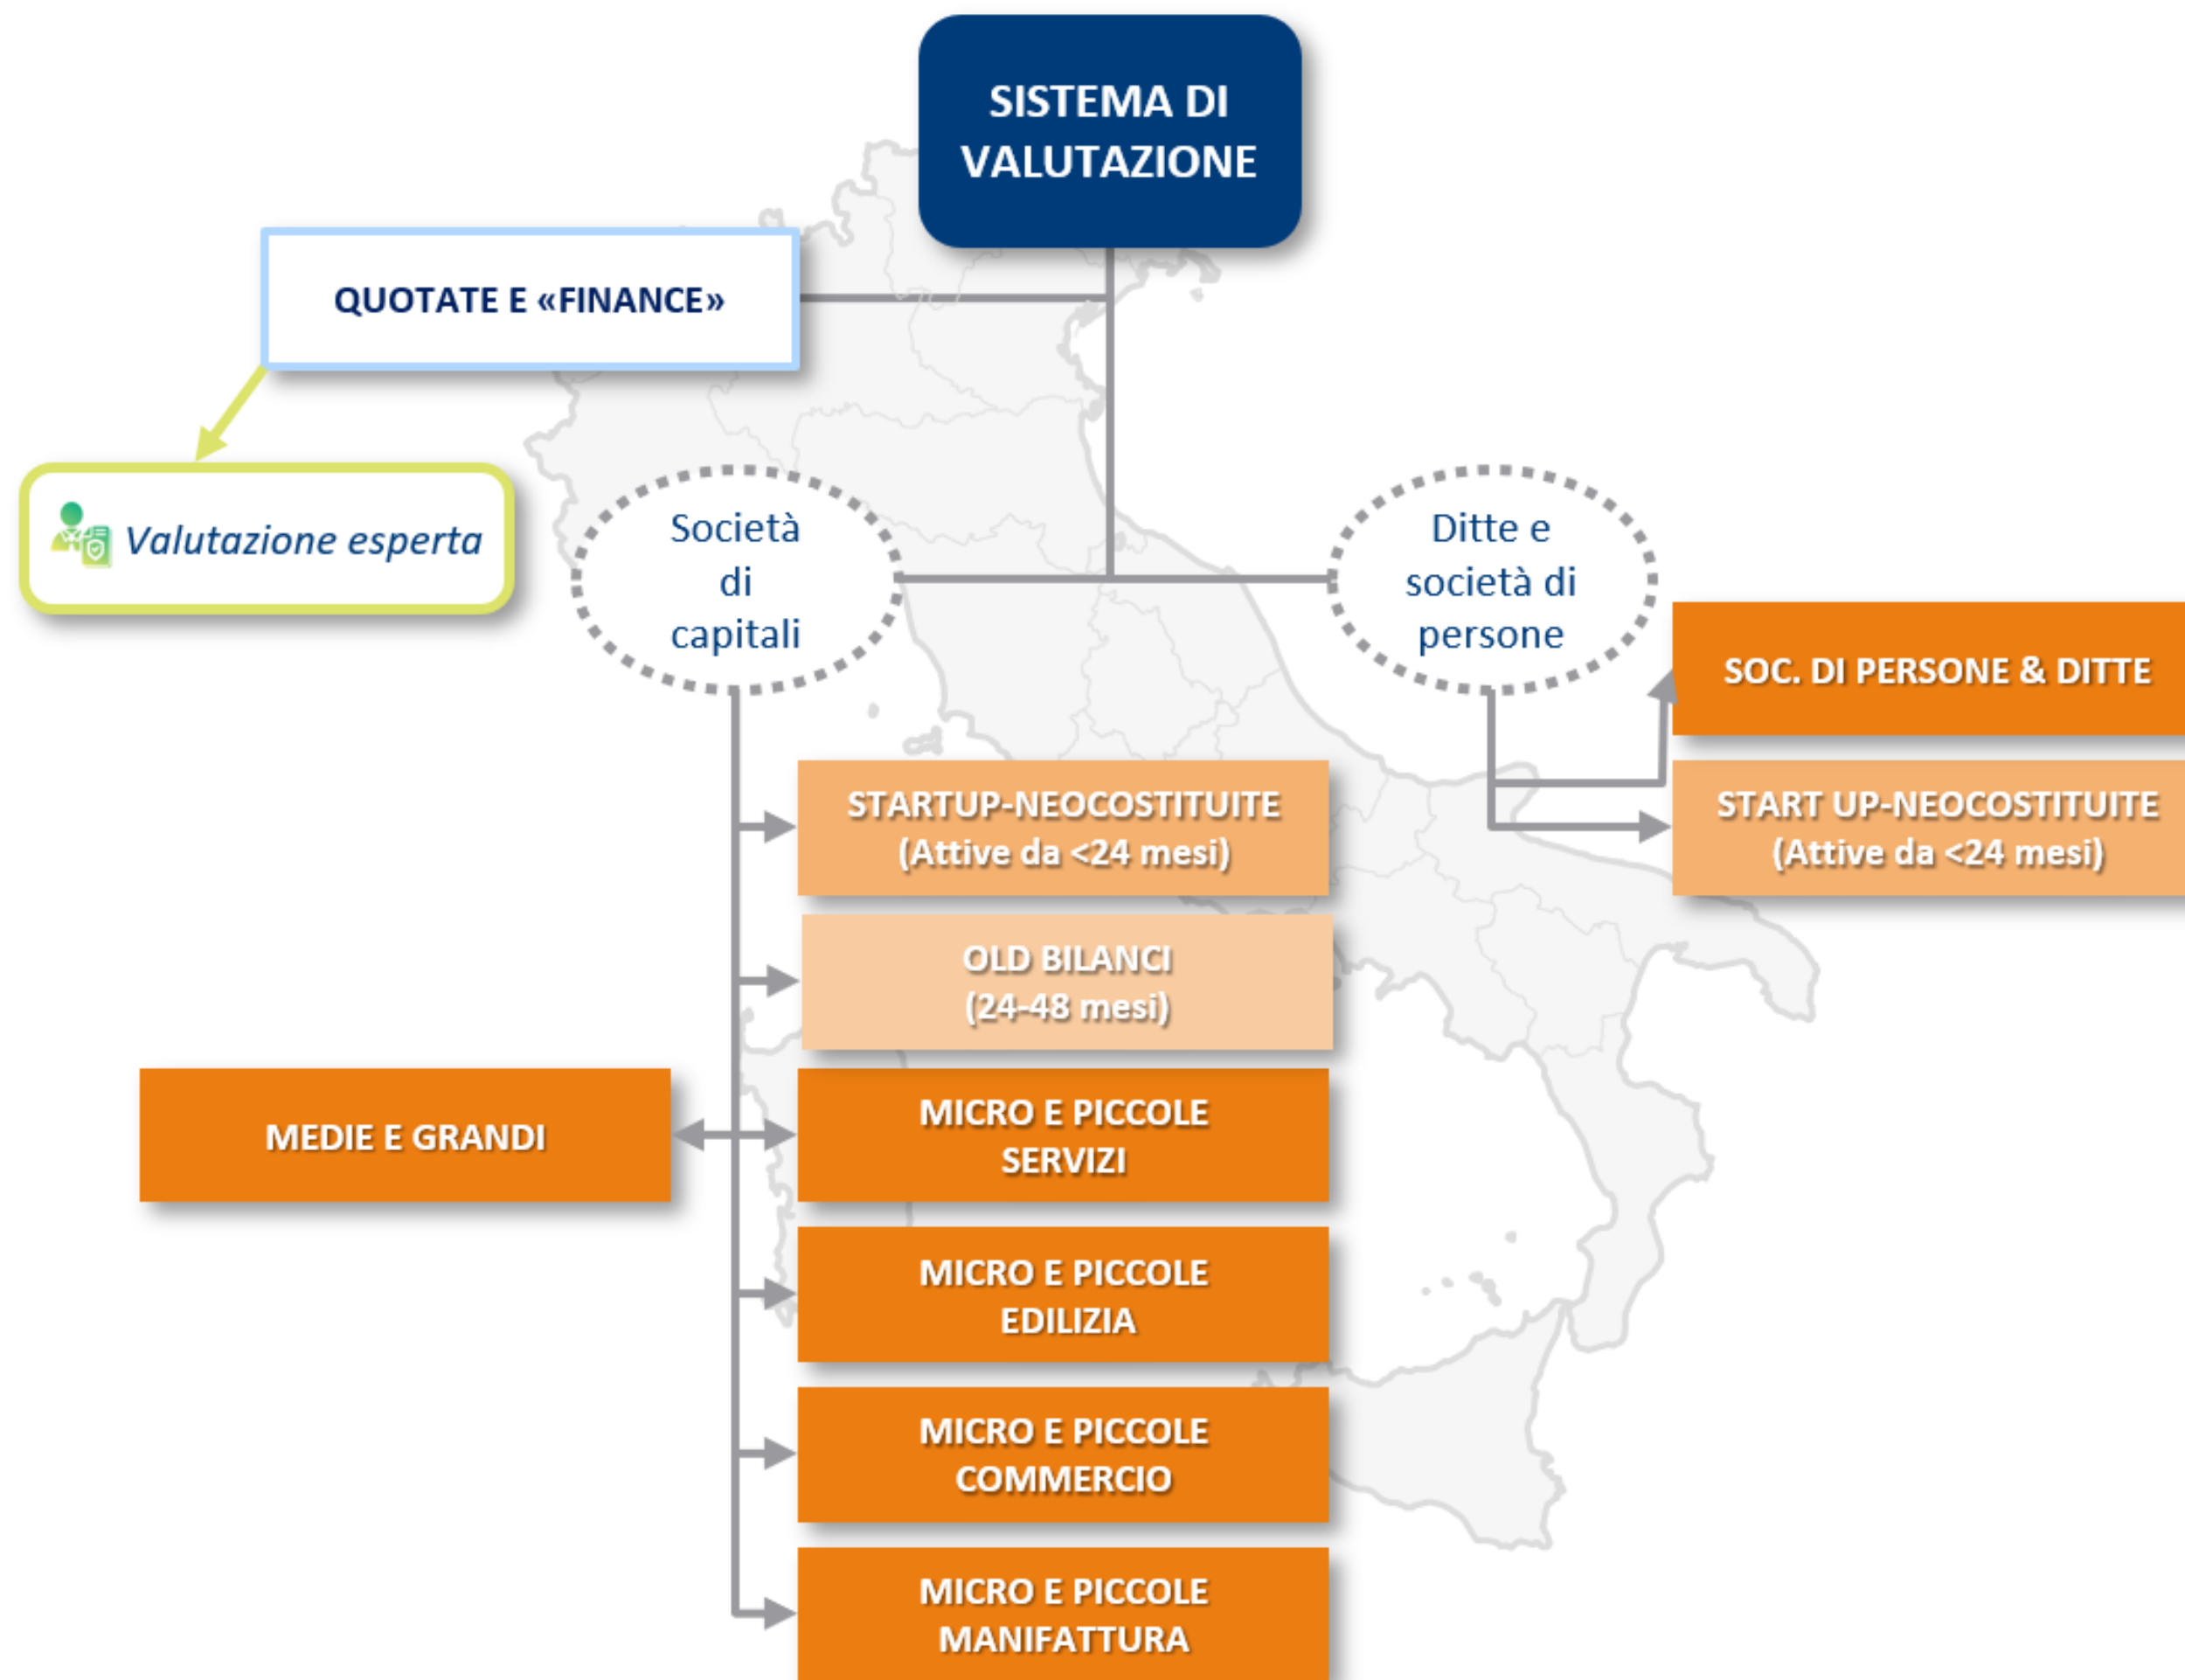 SISTEMA DI
VALUTAZIONE
QUOTATE E «FINANCE»
Valutazione esperta
Società
di
capitali
Ditte e
società di
persone
SOC. DI PERSONE & DITTE
STARTUP-NEOCOSTITUITE
(Attive da <24 mesi)
START UP-NEOCOSTITUITE
(Attive da <24 mesi)
OLD BILANCI
(24-48 mesi)
MEDIE E GRANDI
MICRO E PICCOLE
SERVIZI
MICRO E PICCOLE
EDILIZIA
MICRO E PICCOLE
COMMERCIO
MICRO E PICCOLE
MANIFATTURA